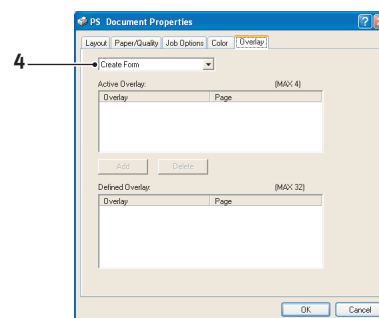 PS Document Properties
Layout Paper/Quality Job Options Color Overlay
4
Create Form
Active Overlay: (MAX 4)
Overlay Page
Add Delete
Defined Overlay: (MAX 32)
Overlay Page
OK Cancel